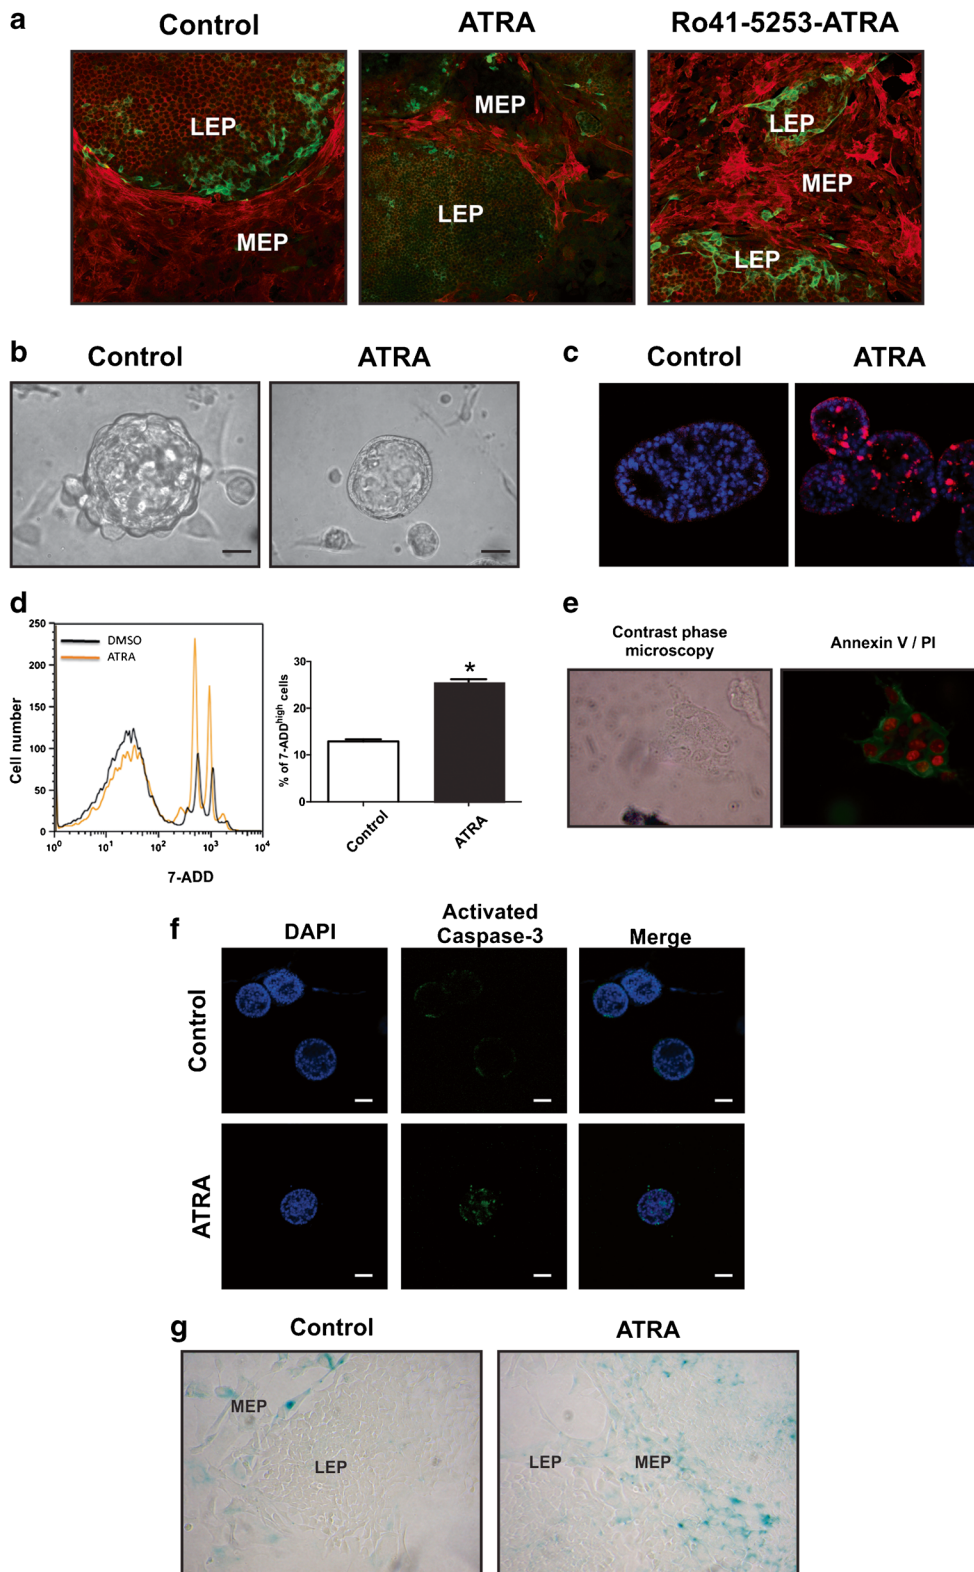 a
Control
ATRA
Ro41-5253-ATRA
LEP
MEP
MEP
LEP
LEP
MEP
LEP
b
Control
ATRA
c
Control
ATRA
d
Cell number
250
200
150
100
50
0
DMSO
ATRA
10⁰
10¹
10²
10³
10⁴
7-ADD
% of 7-ADDhigh cells
30
20
10
0
*
Control
ATRA
e
Contrast phase
microscopy
Annexin V / PI
f
DAPI
Activated
Caspase-3
Merge
Control
ATRA
g
Control
ATRA
MEP
LEP
LEP
MEP